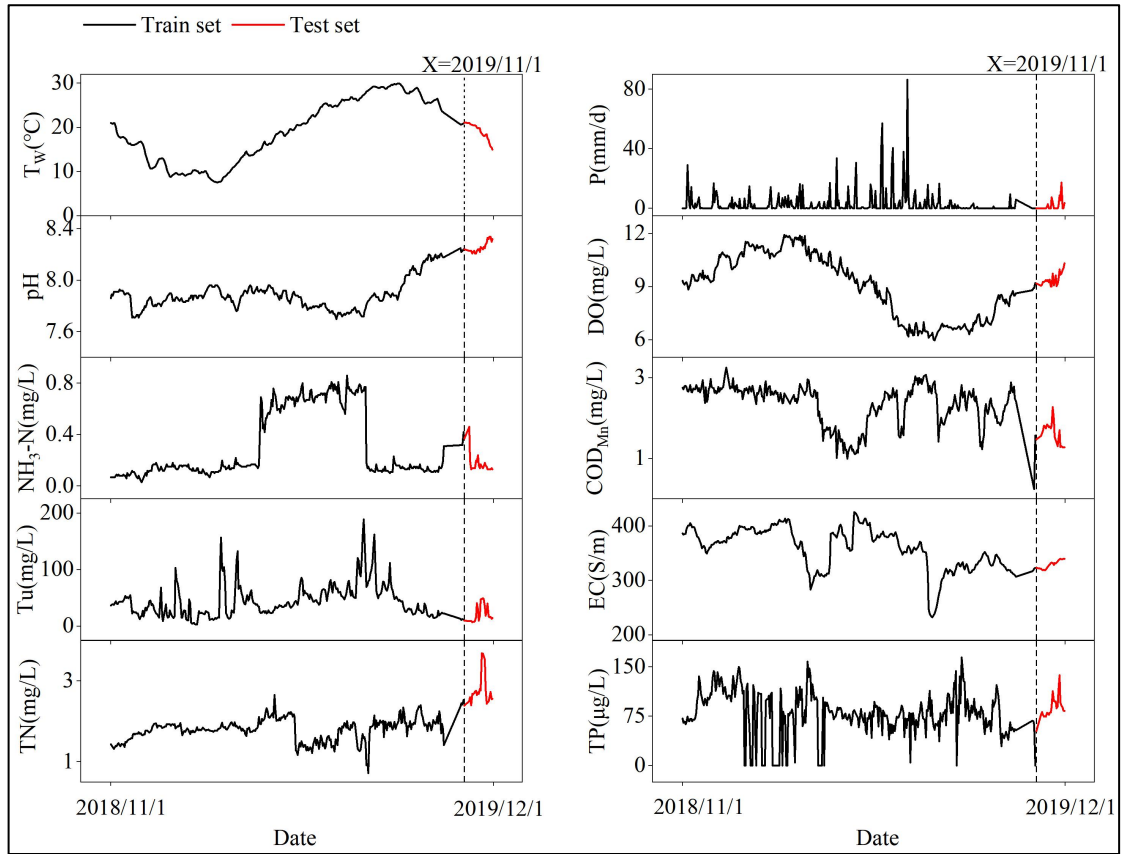 Train set Test set
X=2019/11/1
X=2019/11/1
30
20
10
0
T_W(°C)
80
40
0
P(mm/d)
8.4
8.0
7.6
pH
12
9
6
DO(mg/L)
0.8
0.4
0.0
NH₃-N(mg/L)
3
1
COD_Mn(mg/L)
200
100
0
Tu(mg/L)
400
300
200
EC(S/m)
3
1
TN(mg/L)
150
75
0
TP(μg/L)
2018/11/1 2019/12/1
Date
2018/11/1 2019/12/1
Date